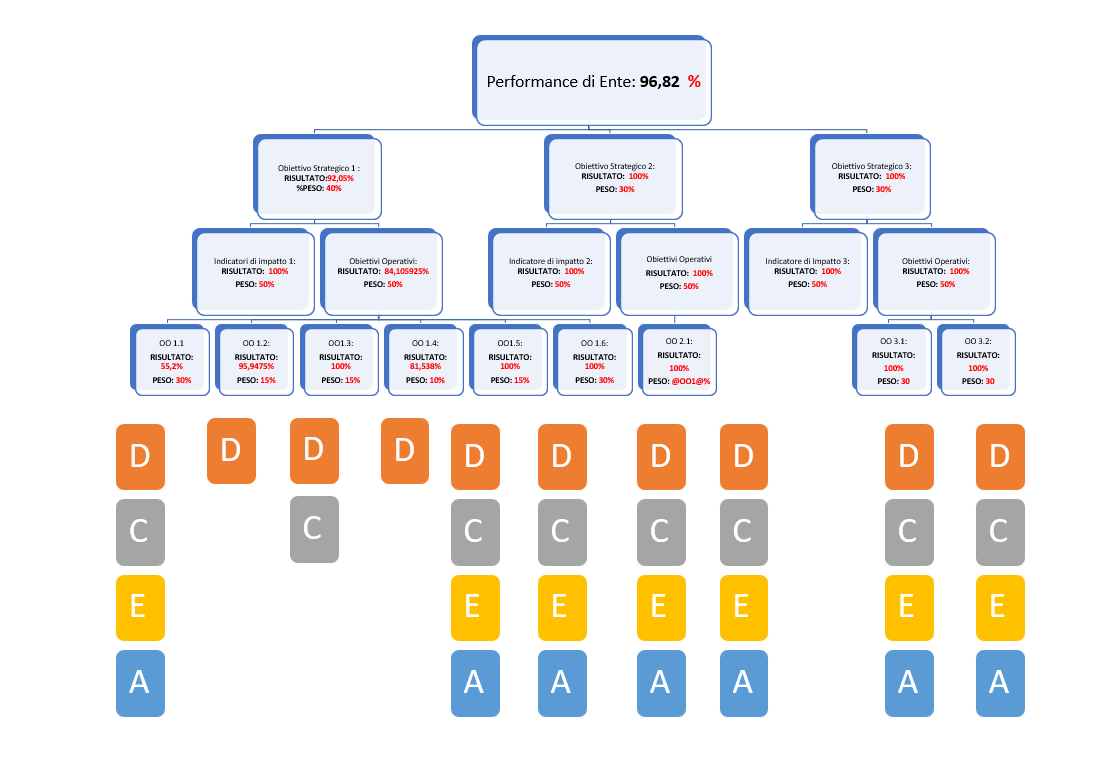 Performance di Ente: 96,82 %
Obiettivo Strategico 1 :
RISULTATO:92,05%
%PESO: 40%
Obiettivo Strategico 2:
RISULTATO: 100%
PESO: 30%
Obiettivo Strategico 3:
RISULTATO: 100%
PESO: 30%
Indicatori di impatto 1:
RISULTATO: 100%
PESO: 50%
Obiettivi Operativi:
RISULTATO: 84,105925%
PESO: 50%
Indicatore di impatto 2:
RISULTATO: 100%
PESO: 50%
Obiettivi Operativi
RISULTATO: 100%
PESO: 50%
Indicatore di Impatto 3:
RISULTATO: 100%
PESO: 50%
Obiettivi Operativi:
RISULTATO: 100%
PESO: 50%
OO 1.1
RISULTATO:
55,2%
PESO: 30%
OO 1.2:
RISULTATO:
95,9475%
PESO: 15%
OO1.3:
RISULTATO:
100%
PESO: 15%
OO 1.4:
RISULTATO:
81,538%
PESO: 10%
OO1.5:
RISULTATO:
100%
PESO: 15%
OO 1.6:
RISULTATO:
100%
PESO: 30%
OO 2.1:
RISULTATO:
100%
PESO: @OO1@%
OO 3.1:
RISULTATO:
100%
PESO: 30
OO 3.2:
RISULTATO:
100%
PESO: 30
D D D D D D D D D D
C C C C C C C C
E E E E E E E
A A A A A A A